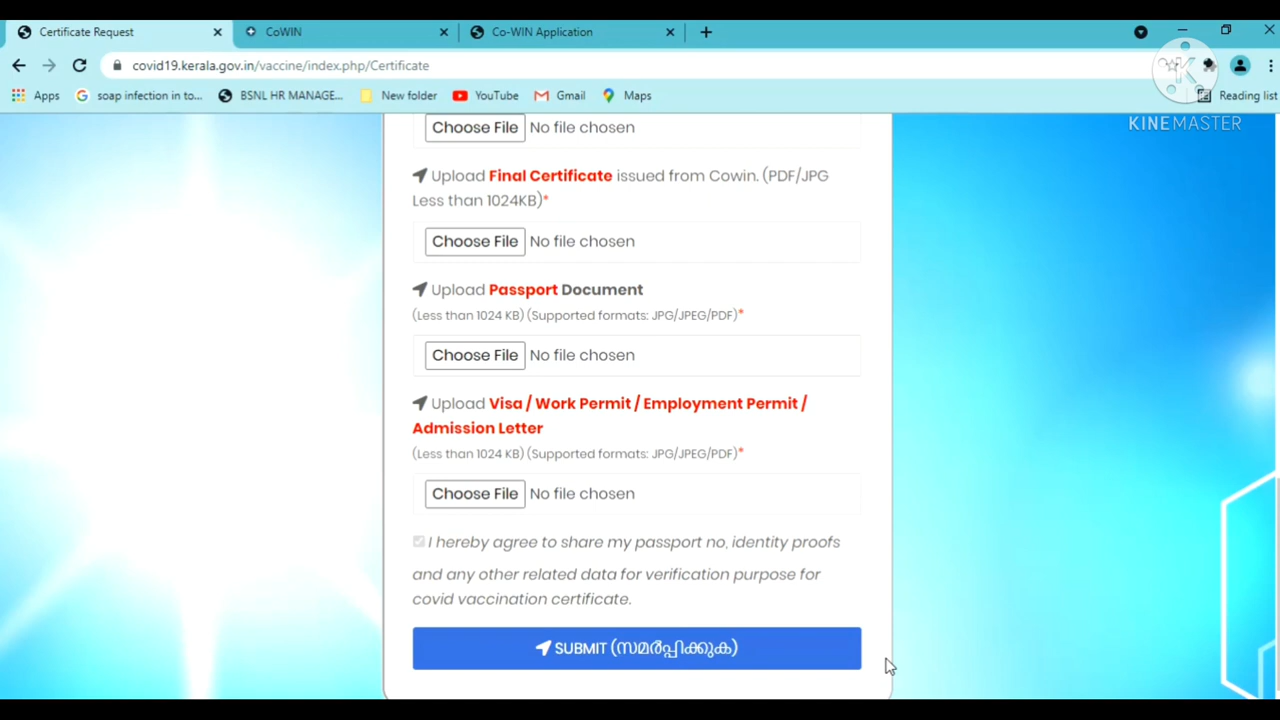 Certificate Request
CoWIN
Co-WIN Application
covid19.kerala.gov.in/vaccine/index.php/Certificate
Apps
soap infection in to...
BSNL HR MANAGE...
New folder
YouTube
Gmail
Maps
Reading list
KINEMASTER
Choose File No file chosen
Upload Final Certificate issued from Cowin. (PDF/JPG
Less than 1024KB)*
Choose File No file chosen
Upload Passport Document
(Less than 1024 KB) (Supported formats: JPG/JPEG/PDF)*
Choose File No file chosen
Upload Visa / Work Permit / Employment Permit /
Admission Letter
(Less than 1024 KB) (Supported formats: JPG/JPEG/PDF)*
Choose File No file chosen
I hereby agree to share my passport no, identity proofs
and any other related data for verification purpose for
covid vaccination certificate.
SUBMIT (സമർപ്പിക്കുക)